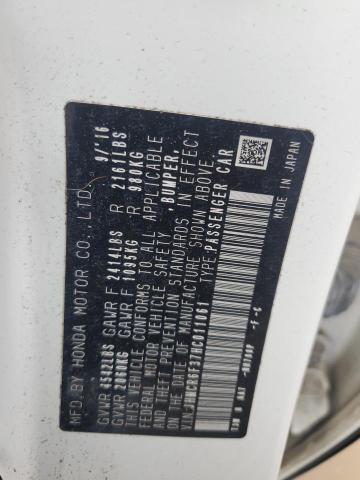 MFD.BY HONDA MOTOR CO.,LTD. 9/'16
GVWR 4542LBS GAWR F 2414LBS R 2161LBS
GVWR 2060KG GAWR F 1095KG R 980KG
THIS VEHICLE CONFORMS TO ALL APPLICABLE
FEDERAL MOTOR VEHICLE SAFETY BUMPER,
AND THEFT PREVENTION STANDARDS IN EFFECT
ON THE DATE OF MANUFACTURE SHOWN ABOVE.
TYPE:PASSENGER CAR
MADE IN JAPAN